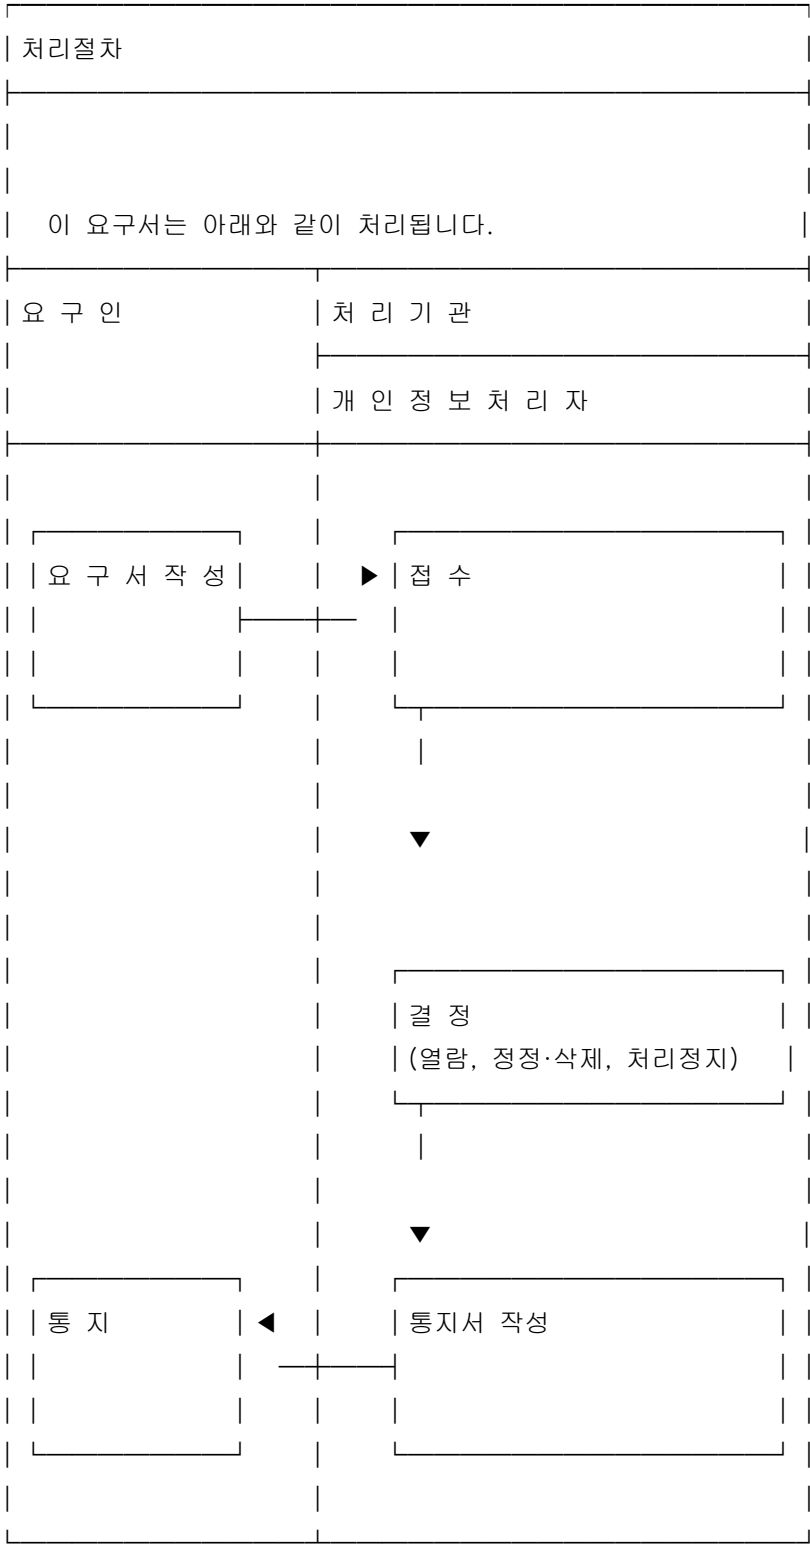 처리절차
이 요구서는 아래와 같이 처리됩니다.
요 구 인 처 리 기 관
개 인 정 보 처 리 자
요 구 서 작 성 ▶ 접 수
▼
결 정
(열람, 정정·삭제, 처리정지)
▼
통 지 ◀ 통지서 작성